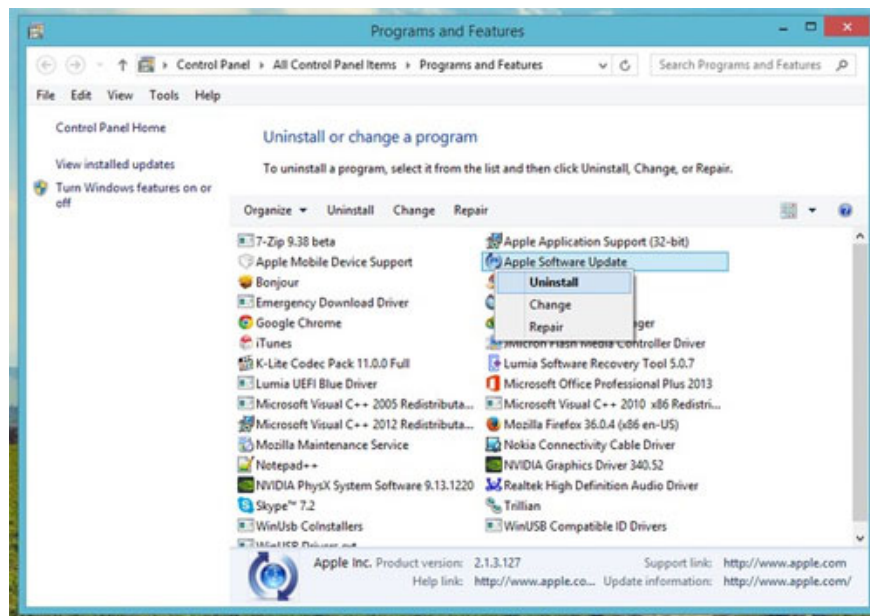 Programs and Features
Control Panel All Control Panel Items Programs and Features Search Programs and Features
File Edit View Tools Help
Control Panel Home
View installed updates
Turn Windows features on or
off
Uninstall or change a program
To uninstall a program, select it from the list and then click Uninstall, Change, or Repair.
Organize Uninstall Change Repair
7-Zip 9.38 beta
Apple Mobile Device Support
Bonjour
Emergency Download Driver
Google Chrome
iTunes
K-Lite Codec Pack 11.0.0 Full
Lumia UEFI Blue Driver
Microsoft Visual C++ 2005 Redistributa...
Microsoft Visual C++ 2012 Redistributa...
Mozilla Maintenance Service
Notepad++
NVIDIA PhysX System Software 9.13.1220
Skype™ 7.2
WinUsb CoInstallers
Apple Application Support (32-bit)
Apple Software Update
Uninstall
Change
Repair
JMicron Flash Media Controller Driver
Lumia Software Recovery Tool 5.0.7
Microsoft Office Professional Plus 2013
Microsoft Visual C++ 2010 x86 Redistri...
Mozilla Firefox 36.0.4 (x86 en-US)
Nokia Connectivity Cable Driver
NVIDIA Graphics Driver 340.52
Realtek High Definition Audio Driver
Trillian
WinUSB Compatible ID Drivers
Apple Inc. Product version: 2.1.3.127 Support link: http://www.apple.com
Help link: http://www.apple.co... Update information: http://www.apple.com/